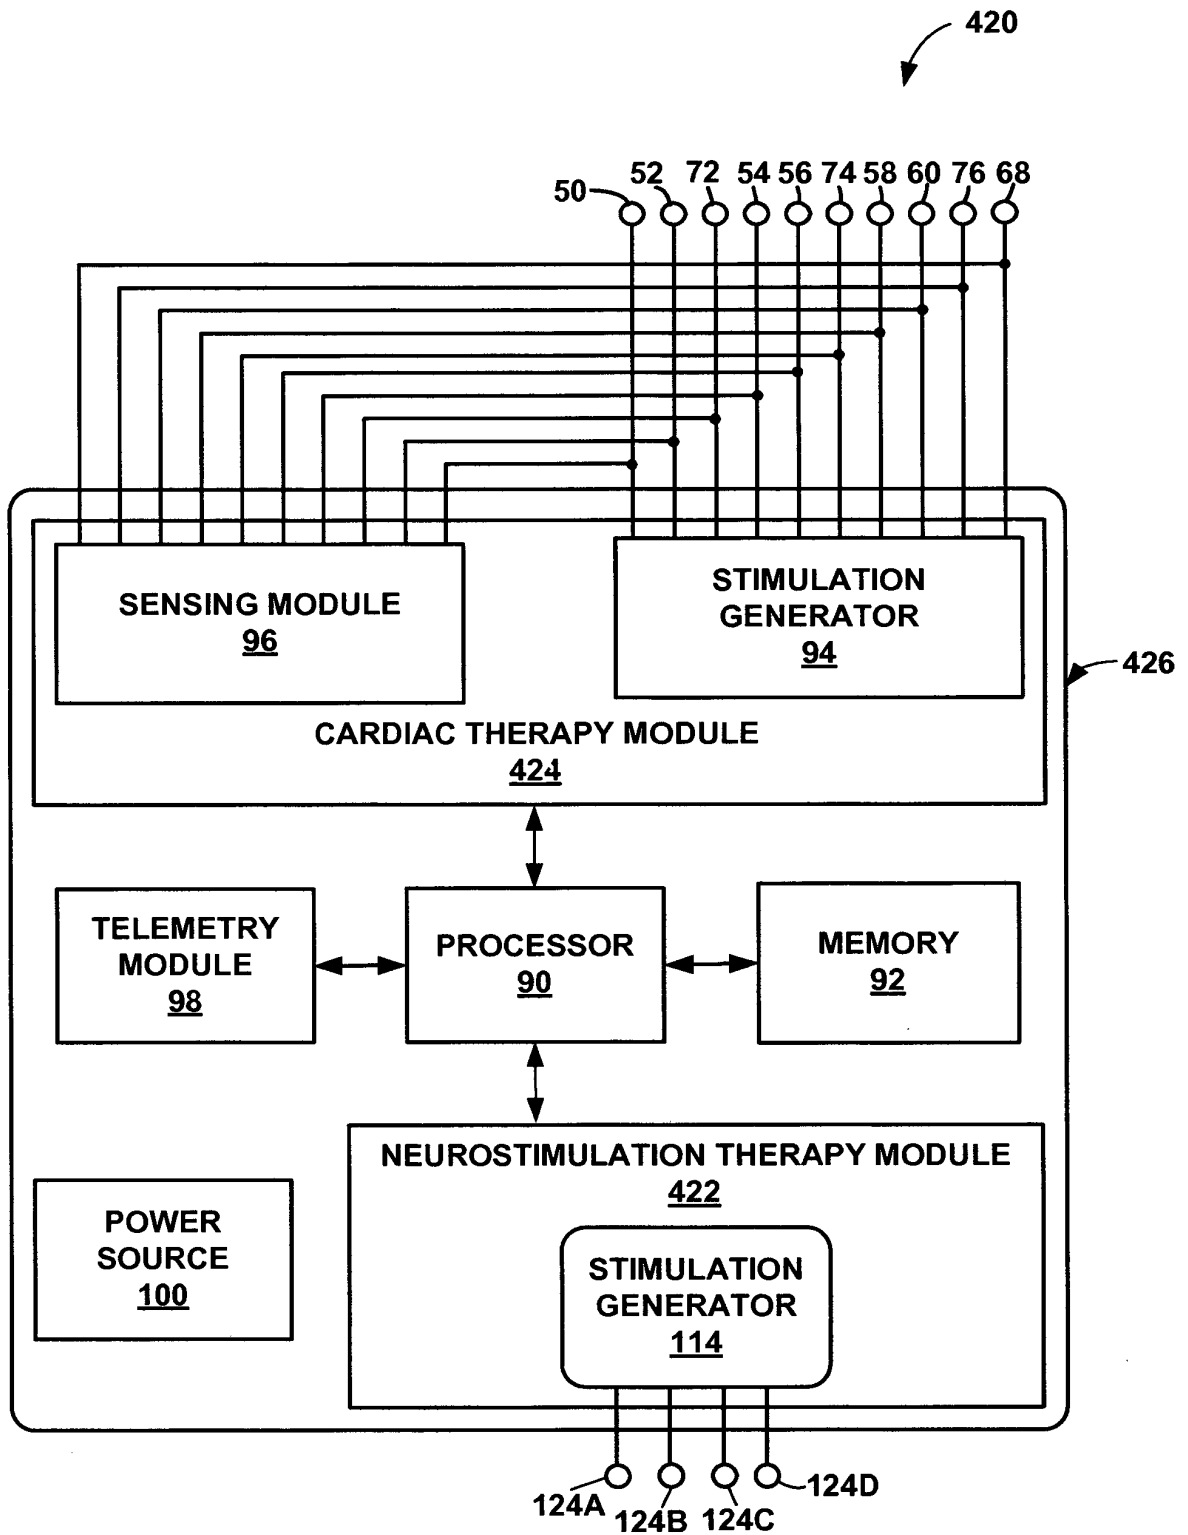 420
50 52 72 54 56 74 58 60 76 68
SENSING MODULE
96
STIMULATION
GENERATOR
94
426
CARDIAC THERAPY MODULE
424
TELEMETRY
MODULE
98
PROCESSOR
90
MEMORY
92
NEUROSTIMULATION THERAPY MODULE
422
POWER
SOURCE
100
STIMULATION
GENERATOR
114
124A 124B 124C 124D